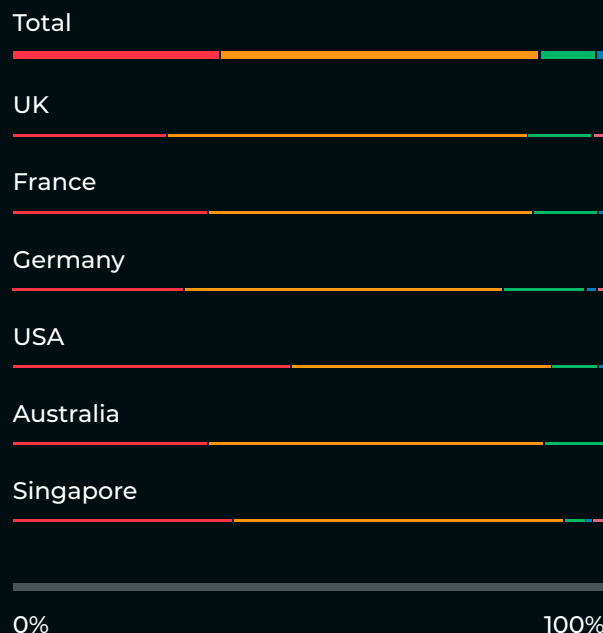 Total
UK
France
Germany
USA
Australia
Singapore
0% 100%